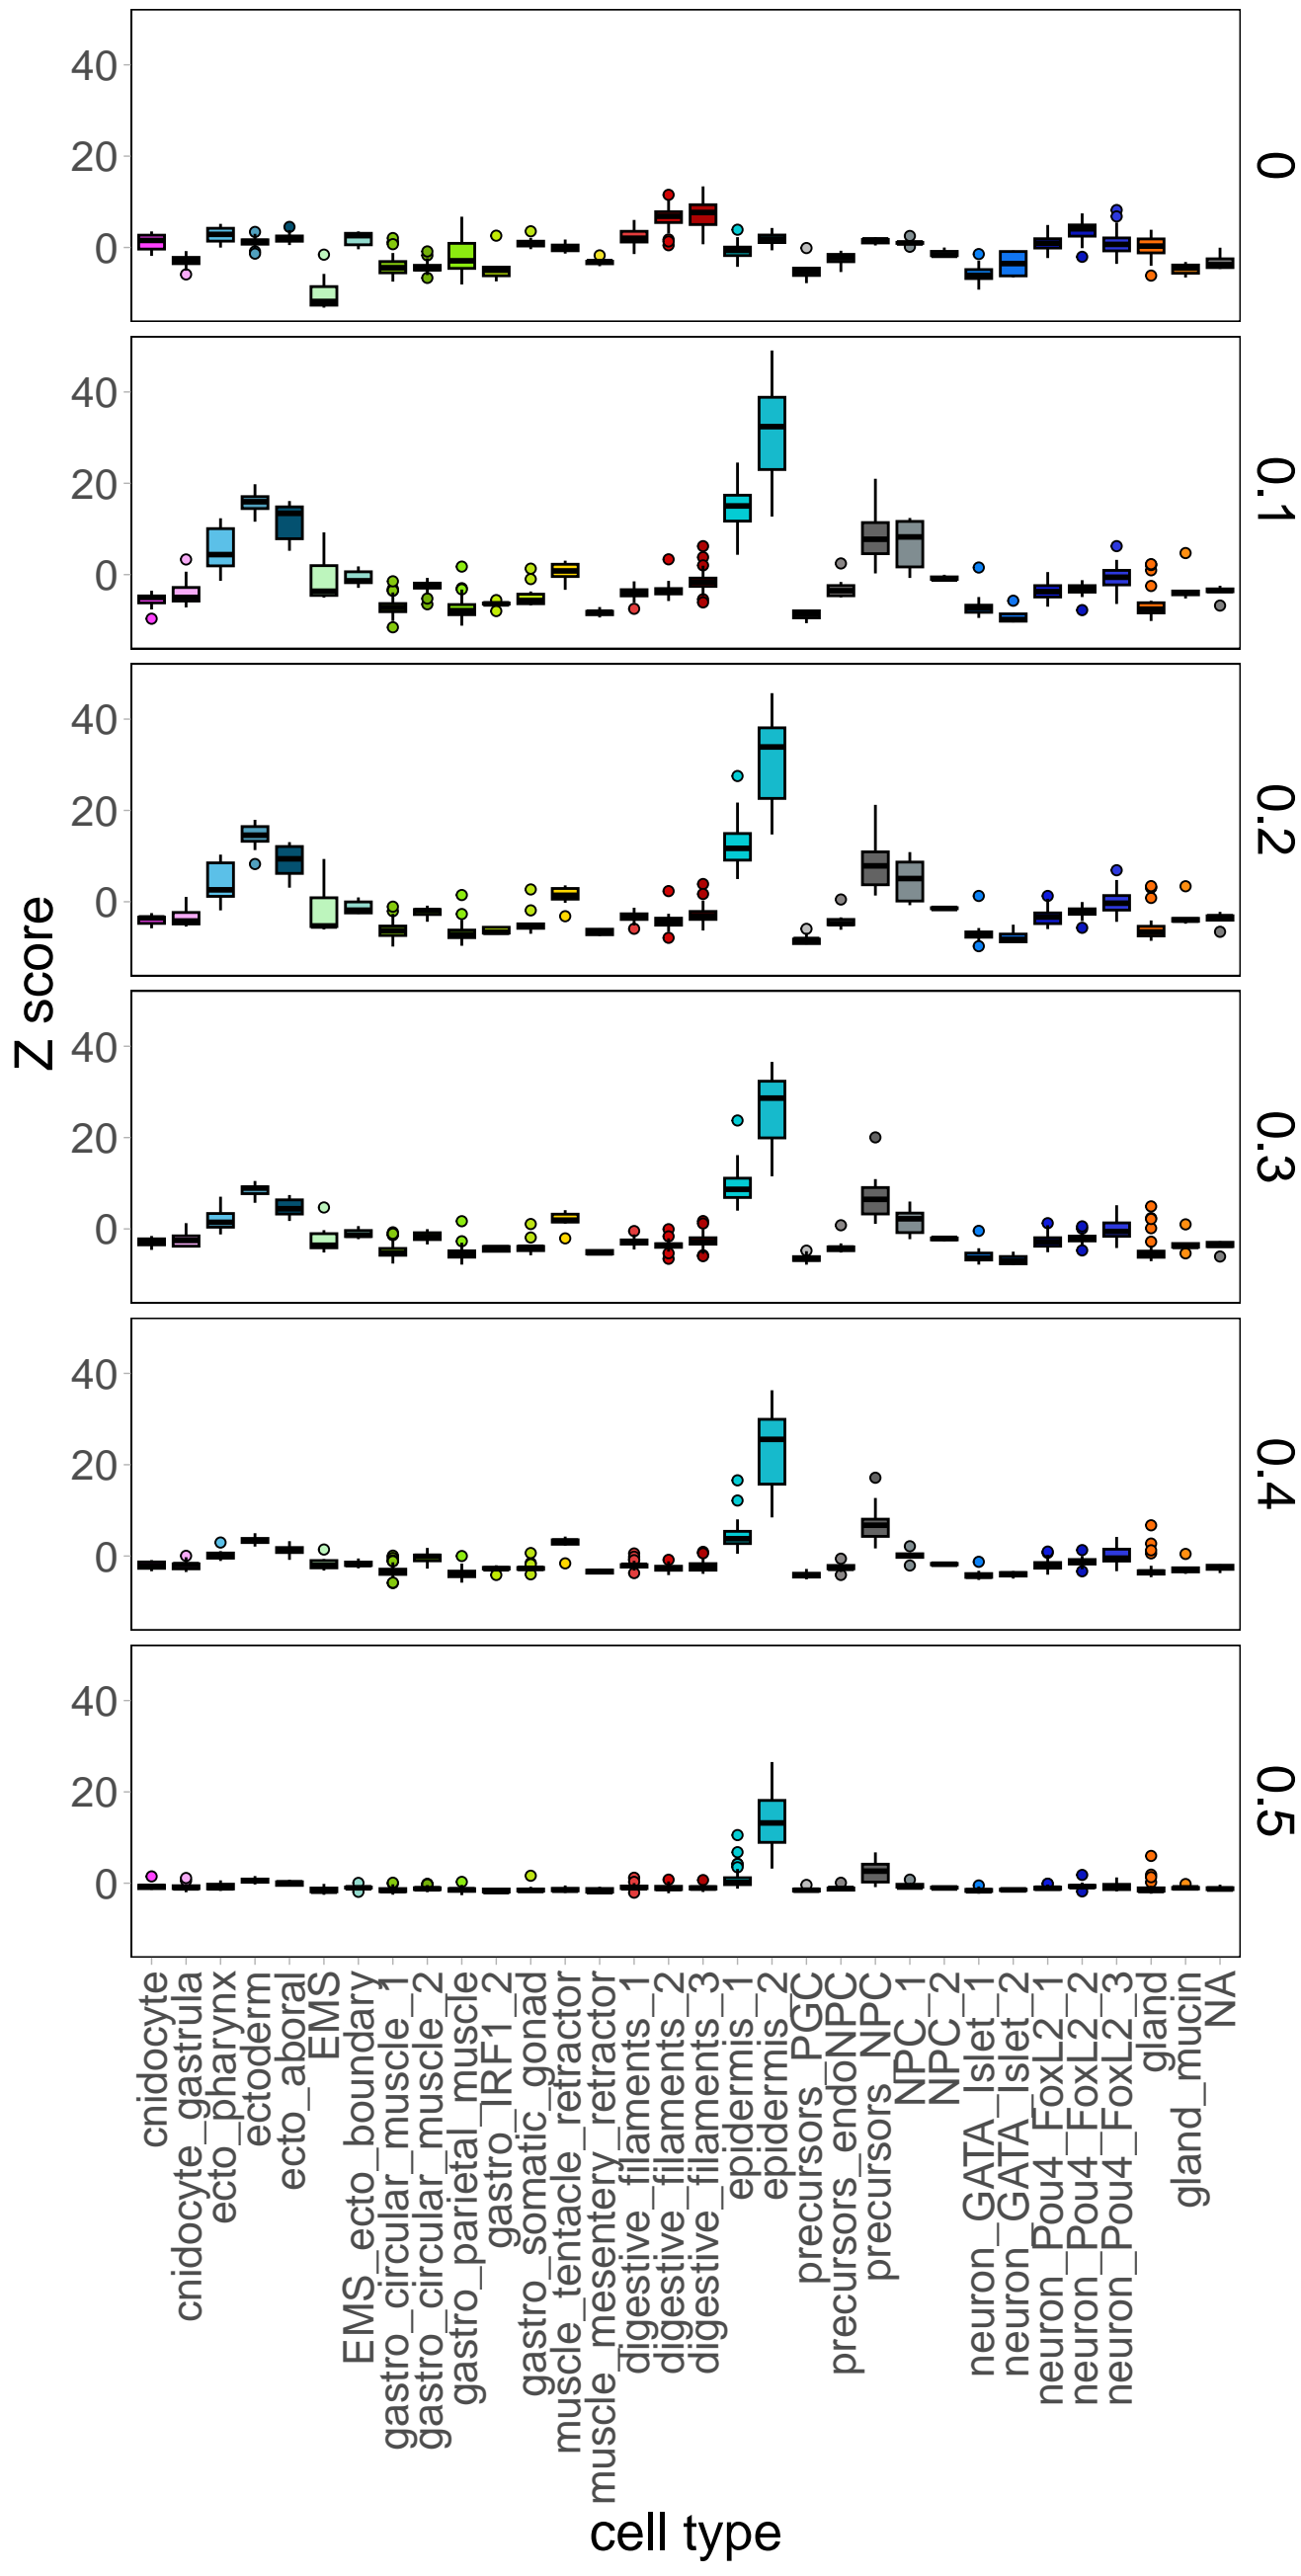 40
20
0
0
40
20
0
0.1
40
20
0
0.2
Z score
40
20
0
0.3
40
20
0
0.4
40
20
0
0.5
cnidocyte
cnidocyte_gastrula
ecto_pharynx
ectoderm
ecto_aboral
EMS
EMS_ecto_boundary
gastro_circular_muscle_1
gastro_circular_muscle_2
gastro_parietal_muscle
gastro_IRF1_2
gastro_somatic_gonad
muscle_tentacle_retractor
muscle_mesentery_retractor
digestive_filaments_1
digestive_filaments_2
digestive_filaments_3
epidermis_1
epidermis_2
precursors_PGC
precursors_endoNPC
precursors_NPC
NPC_1
NPC_2
neuron_GATA_Islet_1
neuron_GATA_Islet_2
neuron_Pou4_FoxL2_1
neuron_Pou4_FoxL2_2
neuron_Pou4_FoxL2_3
gland
gland_mucin
NA
cell type